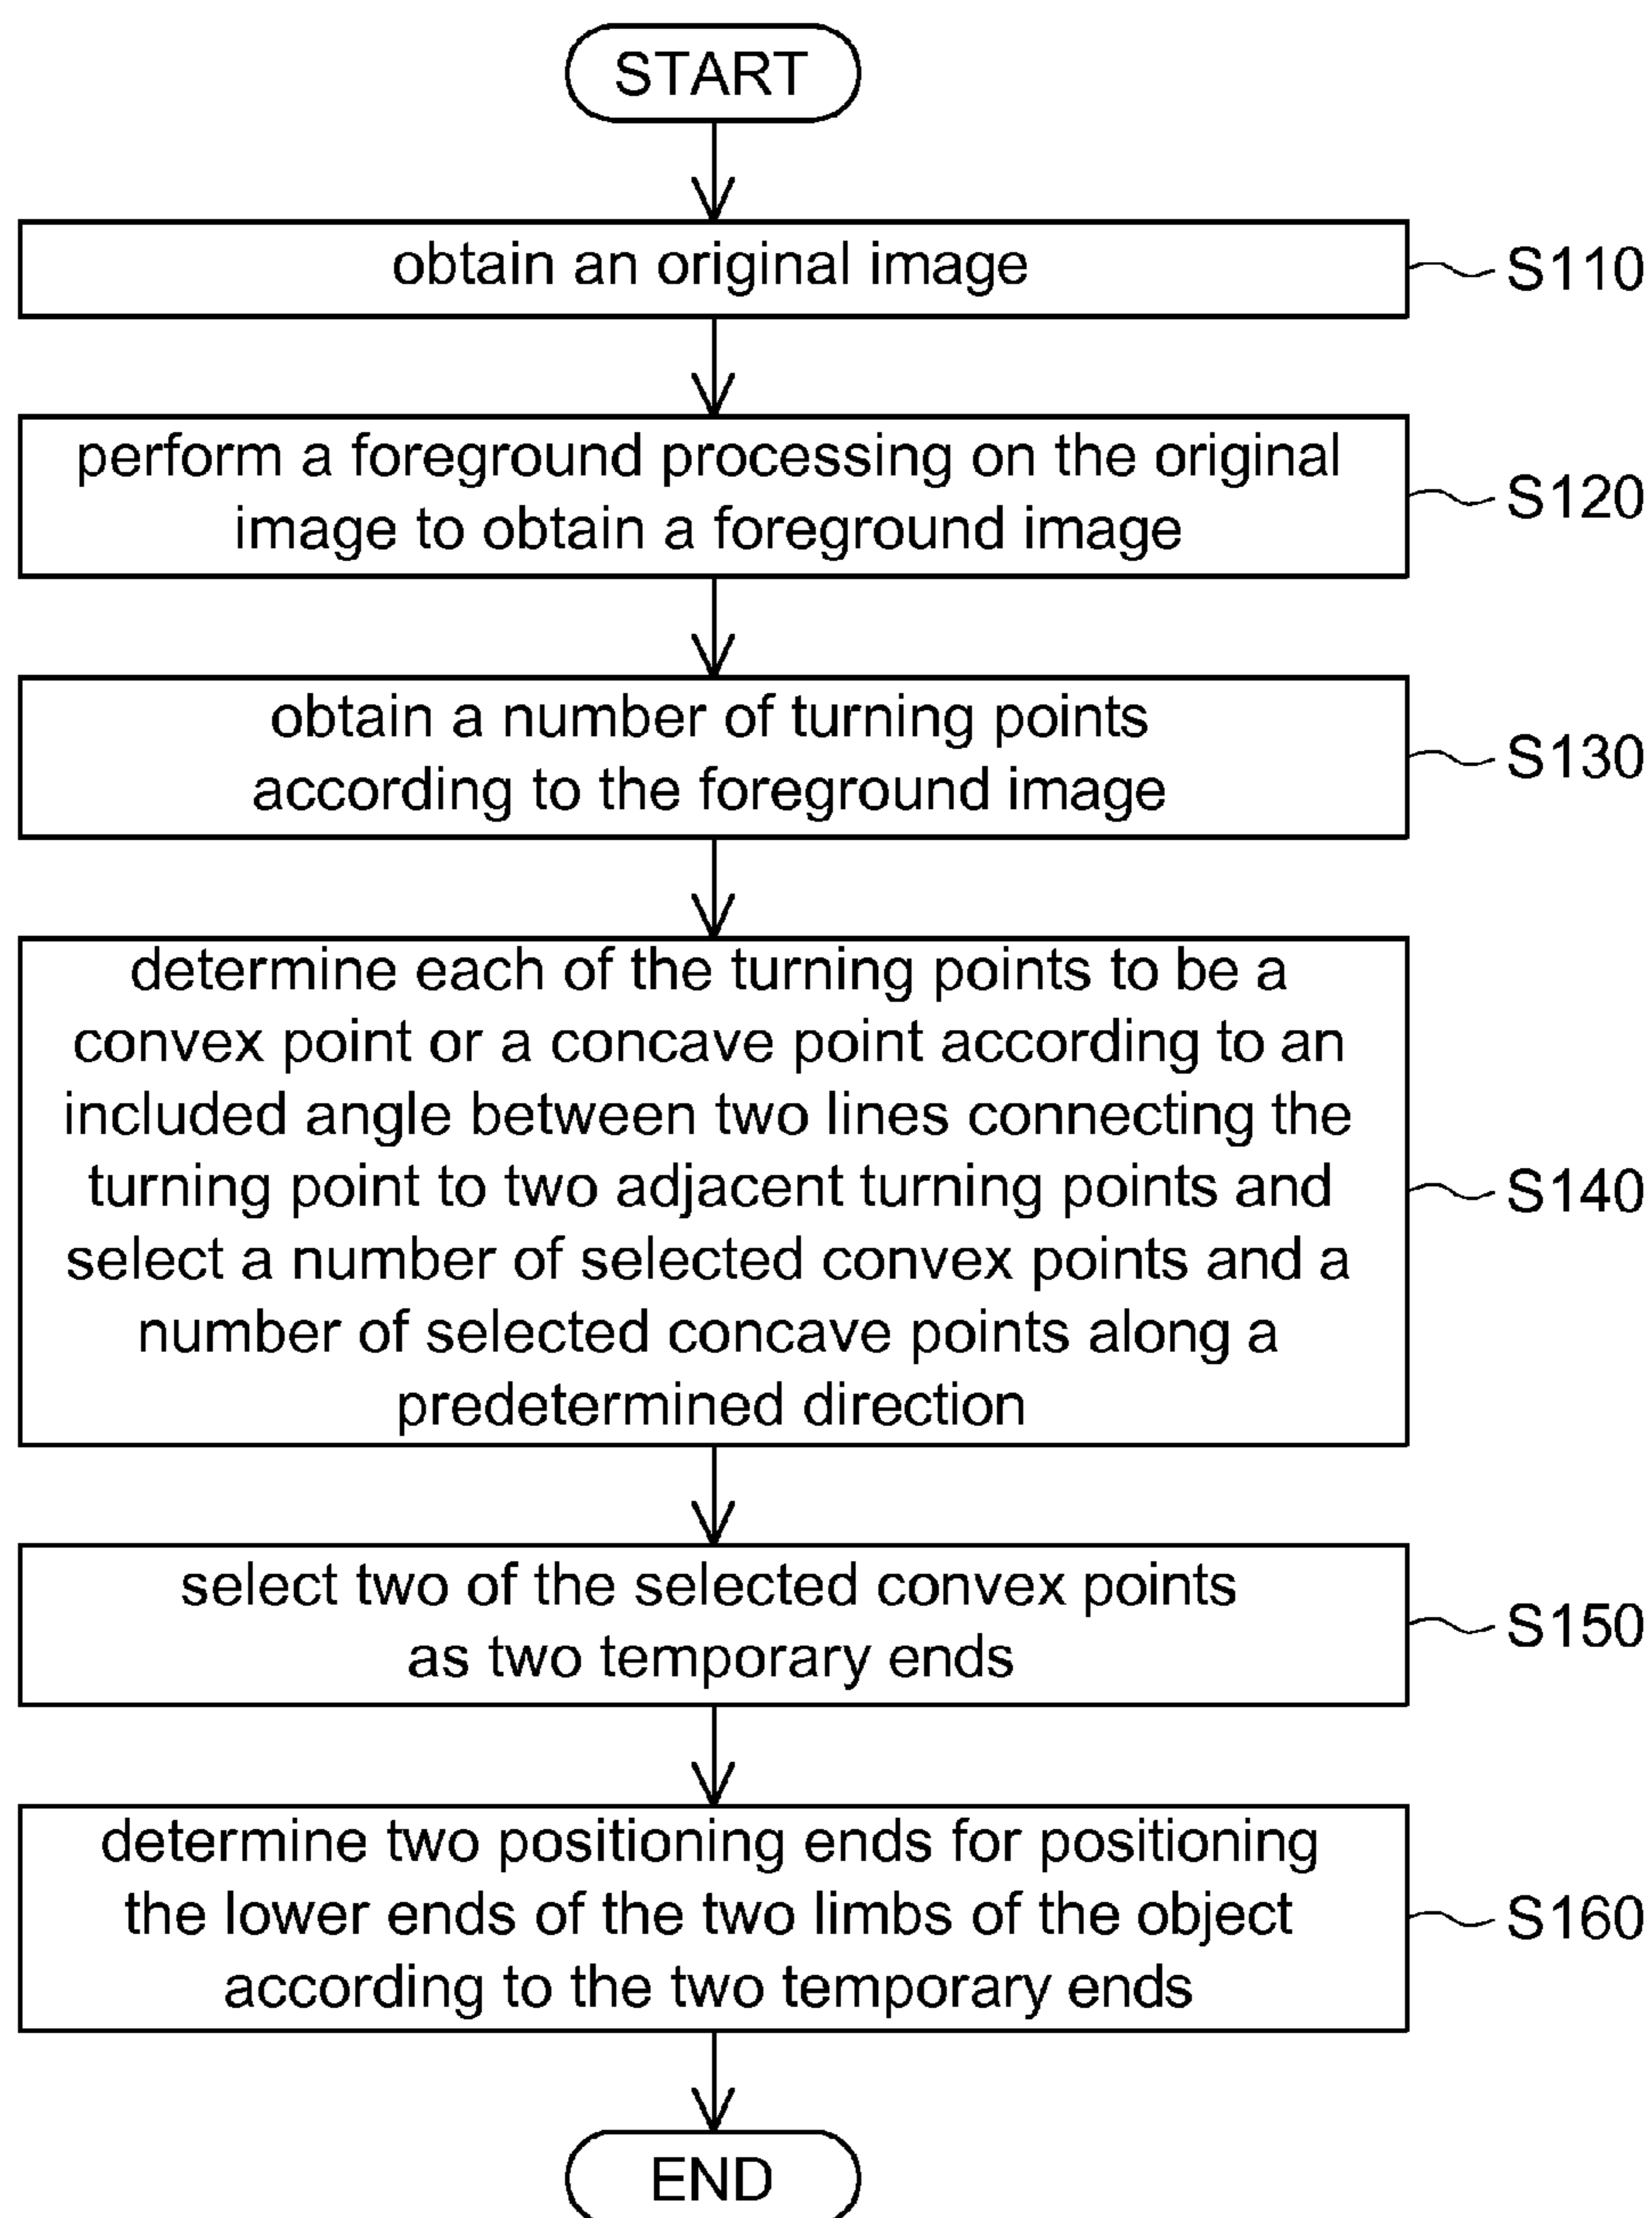 START
obtain an original image
S110
perform a foreground processing on the original
image to obtain a foreground image
S120
obtain a number of turning points
according to the foreground image
S130
determine each of the turning points to be a
convex point or a concave point according to an
included angle between two lines connecting the
turning point to two adjacent turning points and
select a number of selected convex points and a
number of selected concave points along a
predetermined direction
S140
select two of the selected convex points
as two temporary ends
S150
determine two positioning ends for positioning
the lower ends of the two limbs of the object
according to the two temporary ends
S160
END